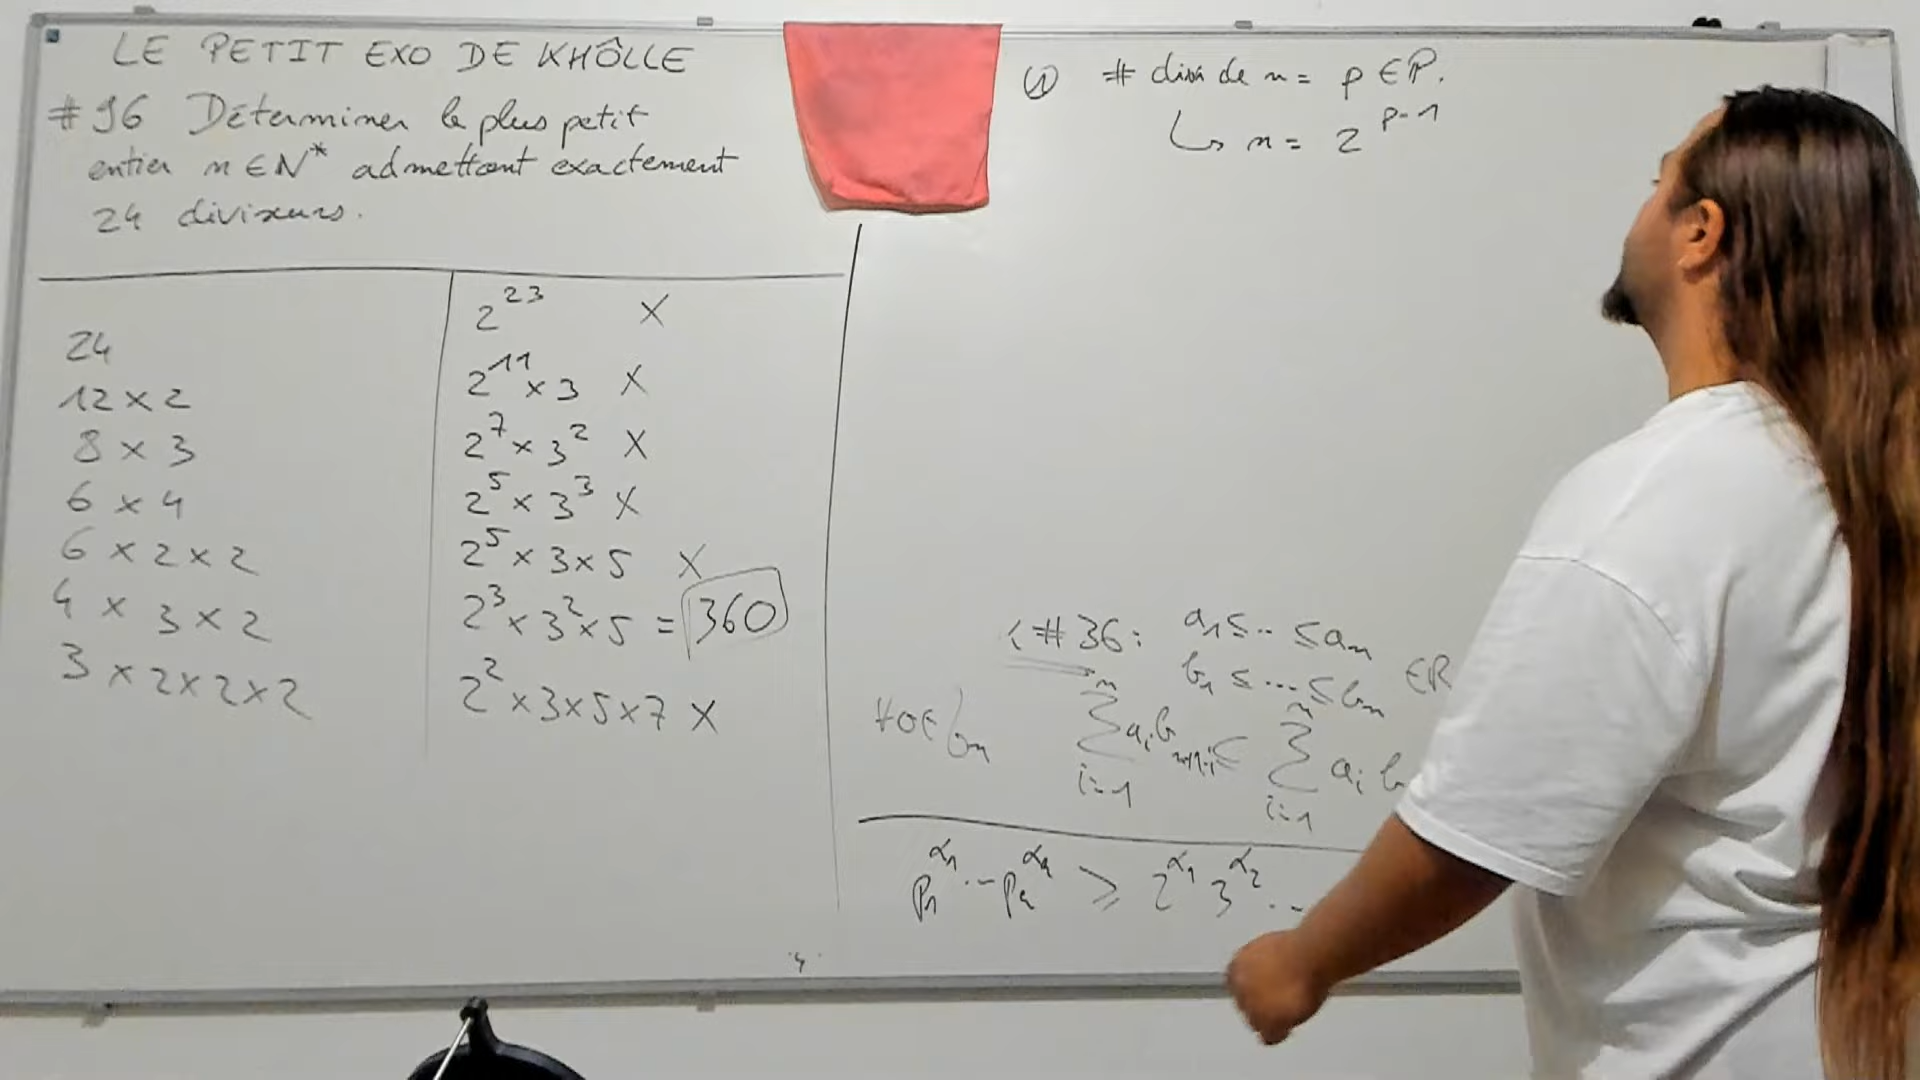 LE PETIT EXO DE KHÔLLE
#96 Déterminer le plus petit
entier n ∈ N* admettant exactement
24 diviseurs.
24
12 × 2
8 × 3
6 × 4
6 × 2 × 2
4 × 3 × 2
3 × 2 × 2 × 2
2^23 X
2^11 × 3 X
2^7 × 3^2 X
2^5 × 3^3 X
2^5 × 3 × 5 X
2^3 × 3^2 × 5 = 360
2^2 × 3 × 5 × 7 X
① # divi de n = p ∈ P.
↳ n = 2^{p-1}
#36: a_1 ≤ .. ≤ a_n
b_1 ≤ ... ≤ b_n ∈ R
∀σ∈ S_n ∑_{i=1}^{n} a_i b_{n+1-i} ≤ ∑_{i=1}^{n} a_i b
p_1^{α_1} ... p_r^{α_r} ≥ 2^{α_1} 3^{α_2} ...